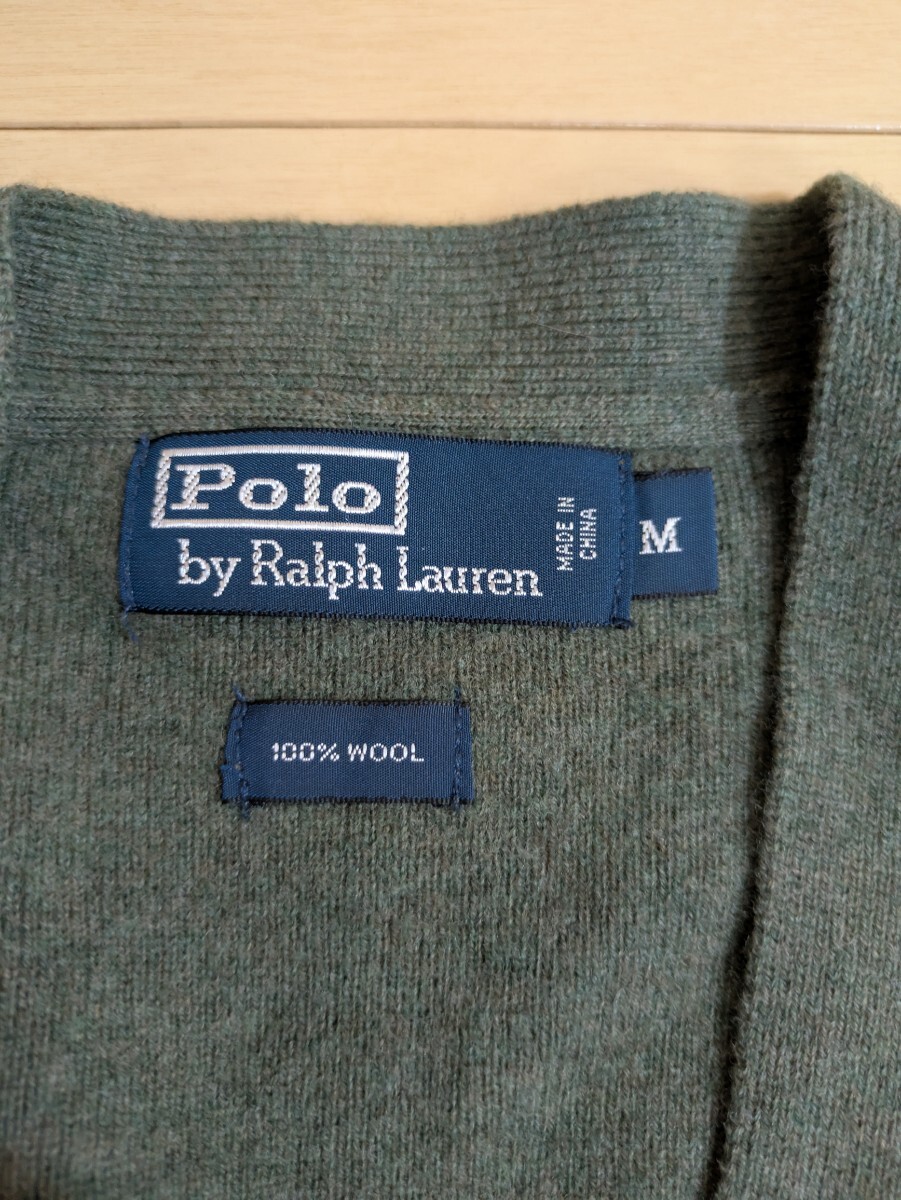 Polo
by Ralph Lauren
MADE IN
CHINA
M
100% WOOL